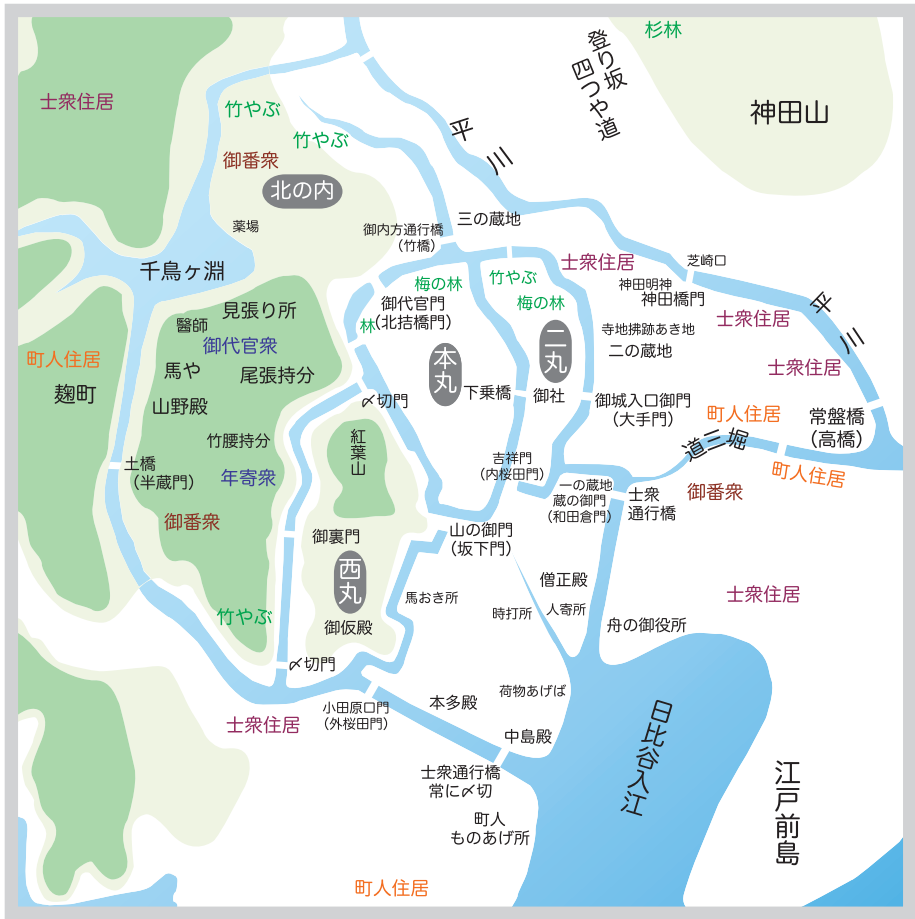 杉林
登り坂
四つや道
神田山
士衆住居
竹やぶ
竹やぶ
平川
御番衆
北の内
薬場
三の蔵地
御内方通行橋
(竹橋)
千鳥ヶ淵
士衆住居
芝崎口
梅の林
竹やぶ
梅の林
神田明神
神田橋門
平川
見張り所
醫師
御代官門
(北拮橋門)
林
士衆住居
寺地拂跡あき地
二の蔵地
御代官衆
町人住居
麹町
馬や
尾張持分
本丸
二丸
士衆住居
山野殿
〆切門
下乗橋
御社
御城入口御門
(大手門)
町人住居
常盤橋
(高橋)
竹腰持分
紅葉山
道三堀
土橋
(半蔵門)
年寄衆
吉祥門
(内桜田門)
町人住居
一の蔵地
蔵の御門
(和田倉門)
士衆
通行橋
御番衆
御番衆
御裏門
山の御門
(坂下門)
西丸
馬おき所
僧正殿
士衆住居
時打所
人寄所
竹やぶ
御仮殿
舟の御役所
〆切門
小田原口門
(外桜田門)
士衆住居
本多殿
荷物あげば
中島殿
日比谷入江
士衆通行橋
常に〆切
江戸前島
町人
ものあげ所
町人住居